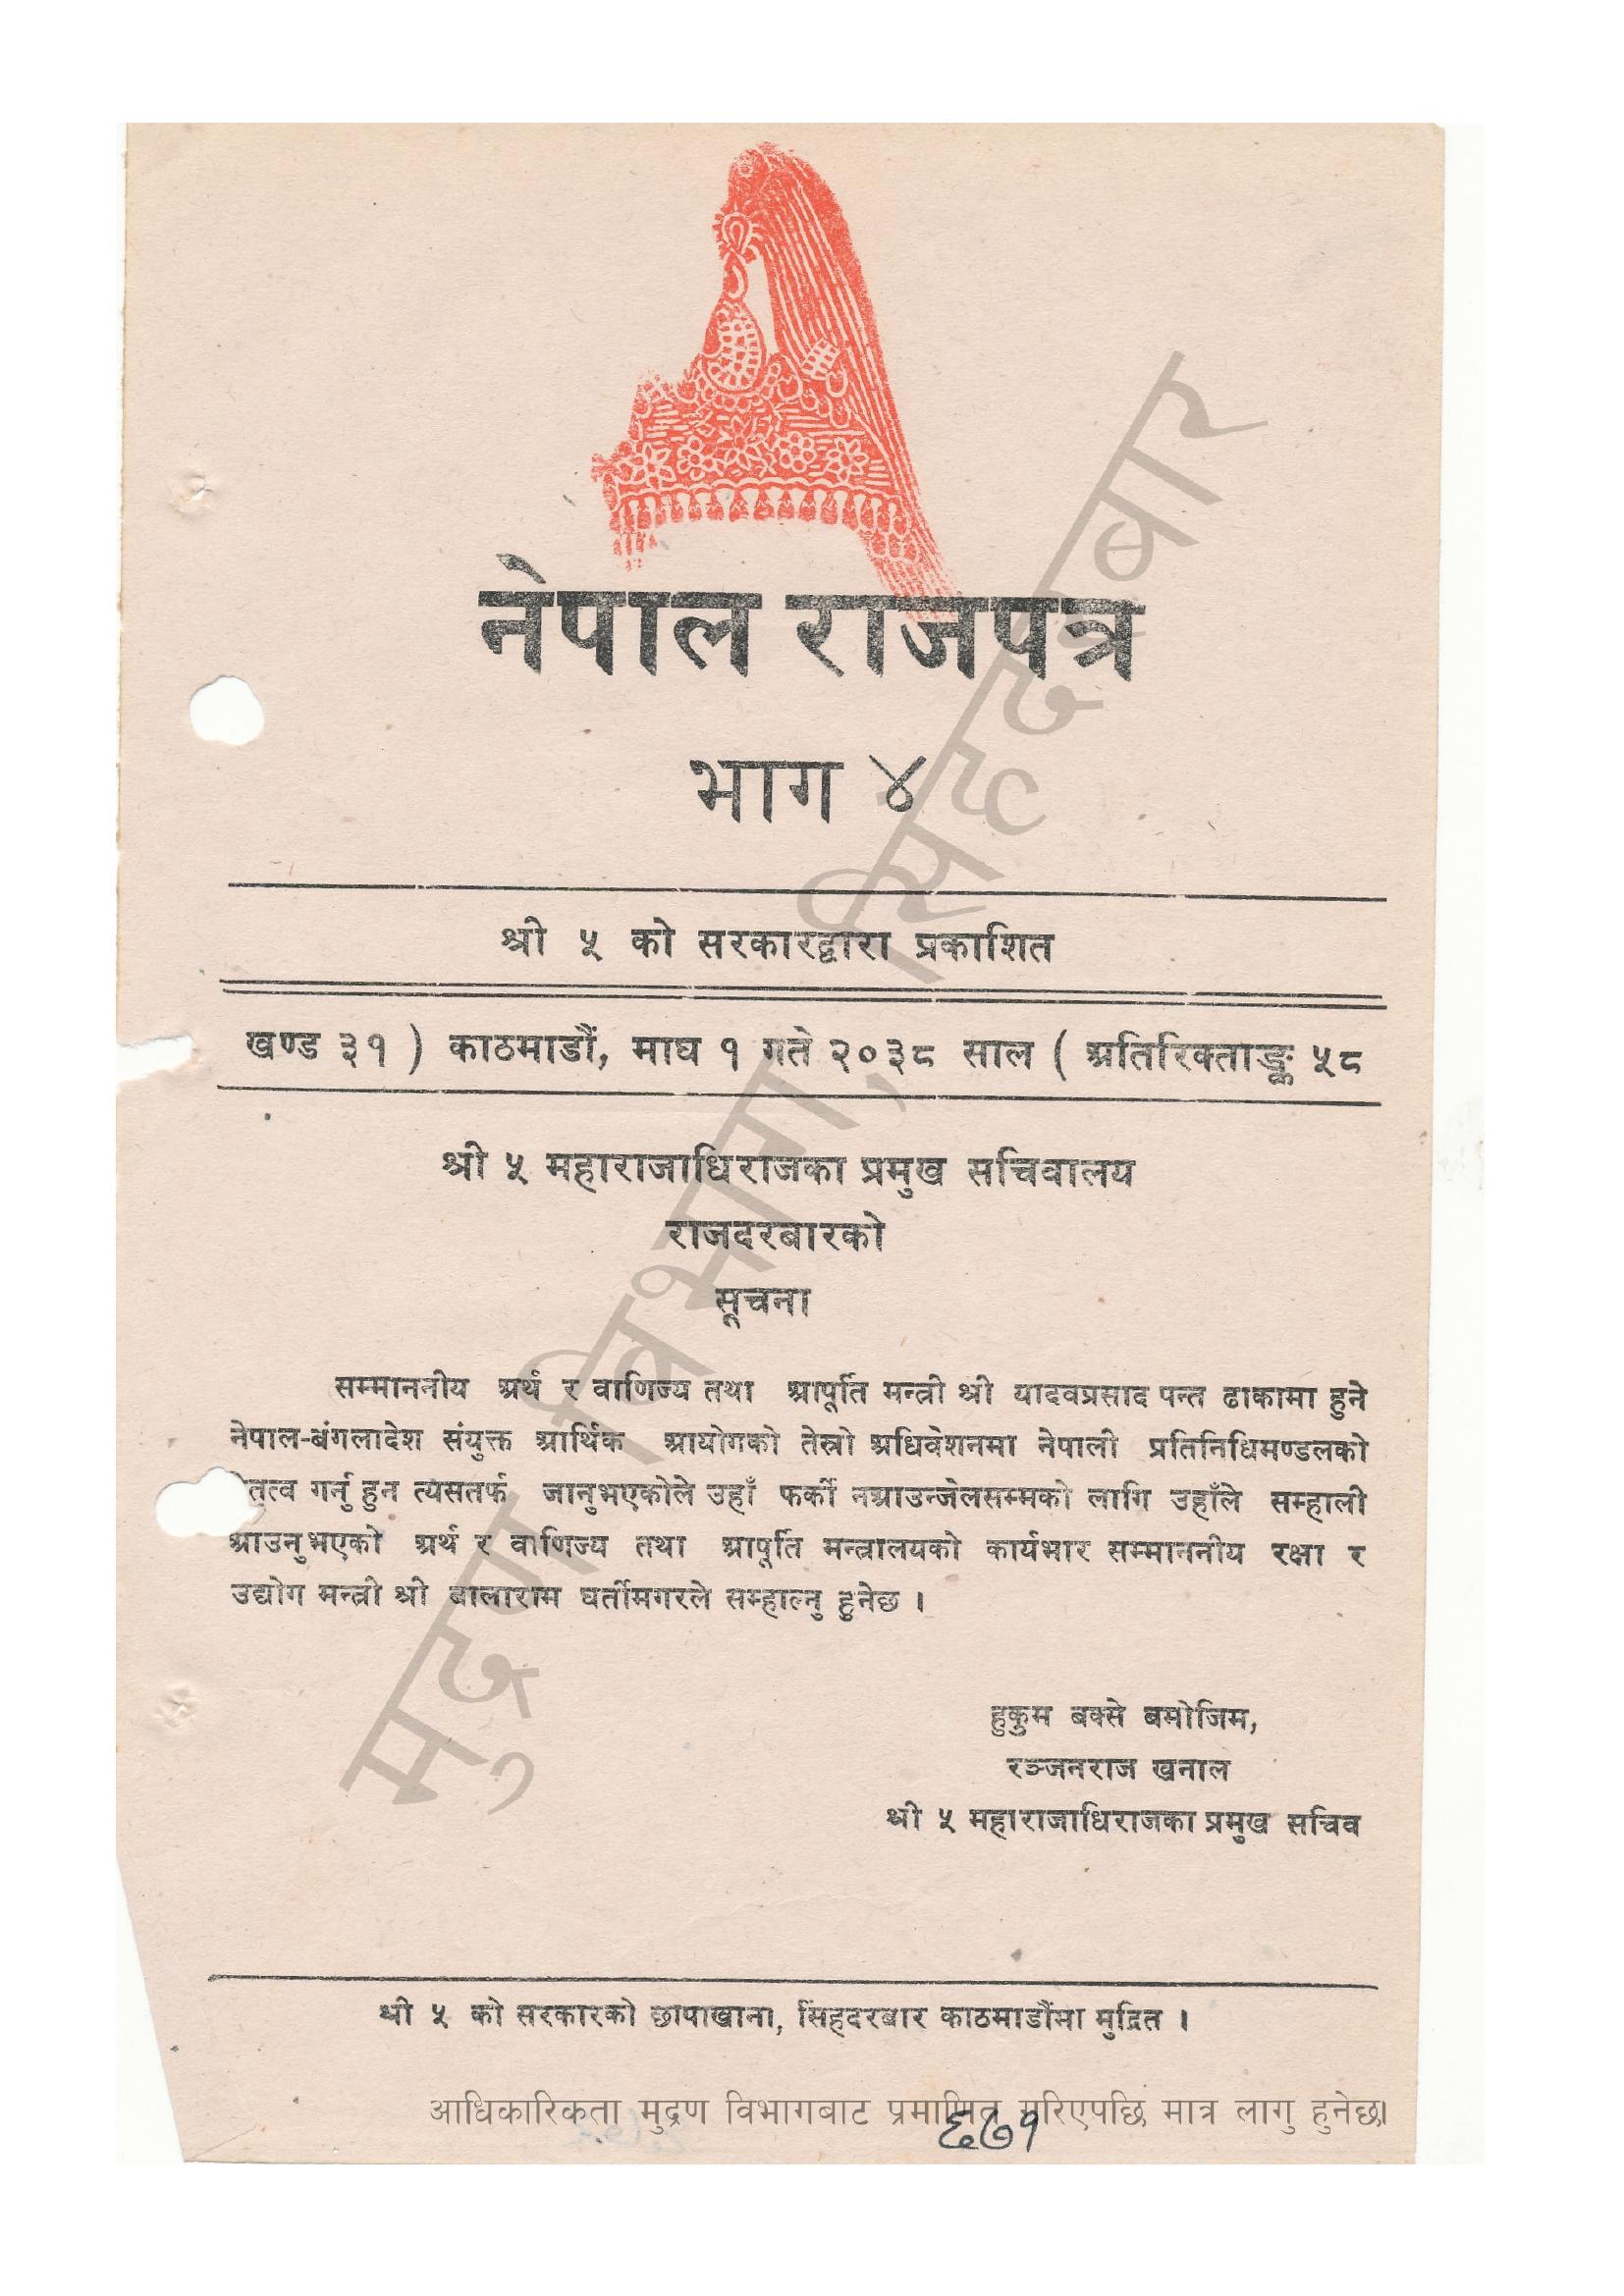 नेपाल राजपत्र
भाग ४
श्री ५ को सरकारद्वारा प्रकाशित
खण्ड ३१ ) काठमाडौं, माघ १ गते २०३८ साल ( अतिरिक्ताङ्क ५८
श्री ५ महाराजाधिराजका प्रमुख सचिवालय
राजदरबारको
सूचना
सम्माननीय अर्थ र वाणिज्य तथा आपूर्ति मन्त्री श्री यादवप्रसाद पन्त ढाकामा हुने
नेपाल-बंगलादेश संयुक्त आर्थिक आयोगको तेस्रो अधिवेशनमा नेपाली प्रतिनिधिमण्डलको
गर्नु हुन त्यसतर्फ जानुभएकोले उहाँ फर्की नआउन्जेलसम्मको लागि उहाँले सम्हाली
आउनुभएको अर्थ र वाणिज्य तथा आपूर्ति मन्त्रालयको कार्यभार सम्माननीय रक्षा र
उद्योग मन्त्री श्री बालाराम घर्तीमगरले सम्हाल्नु हुनेछ ।
हुकुम बक्से बमोजिम,
रञ्जनराज खनाल
श्री ५ महाराजाधिराजका प्रमुख सचिव
श्री ५ को सरकारको छापाखाना, सिंहदरबार काठमाडौंमा मुद्रित ।
आधिकारिकता मुद्रण विभागबाट प्रमाणित गरिएपछि मात्र लागु हुनेछ।
६७१
मुद्रण विभाग, सिंहदरबार